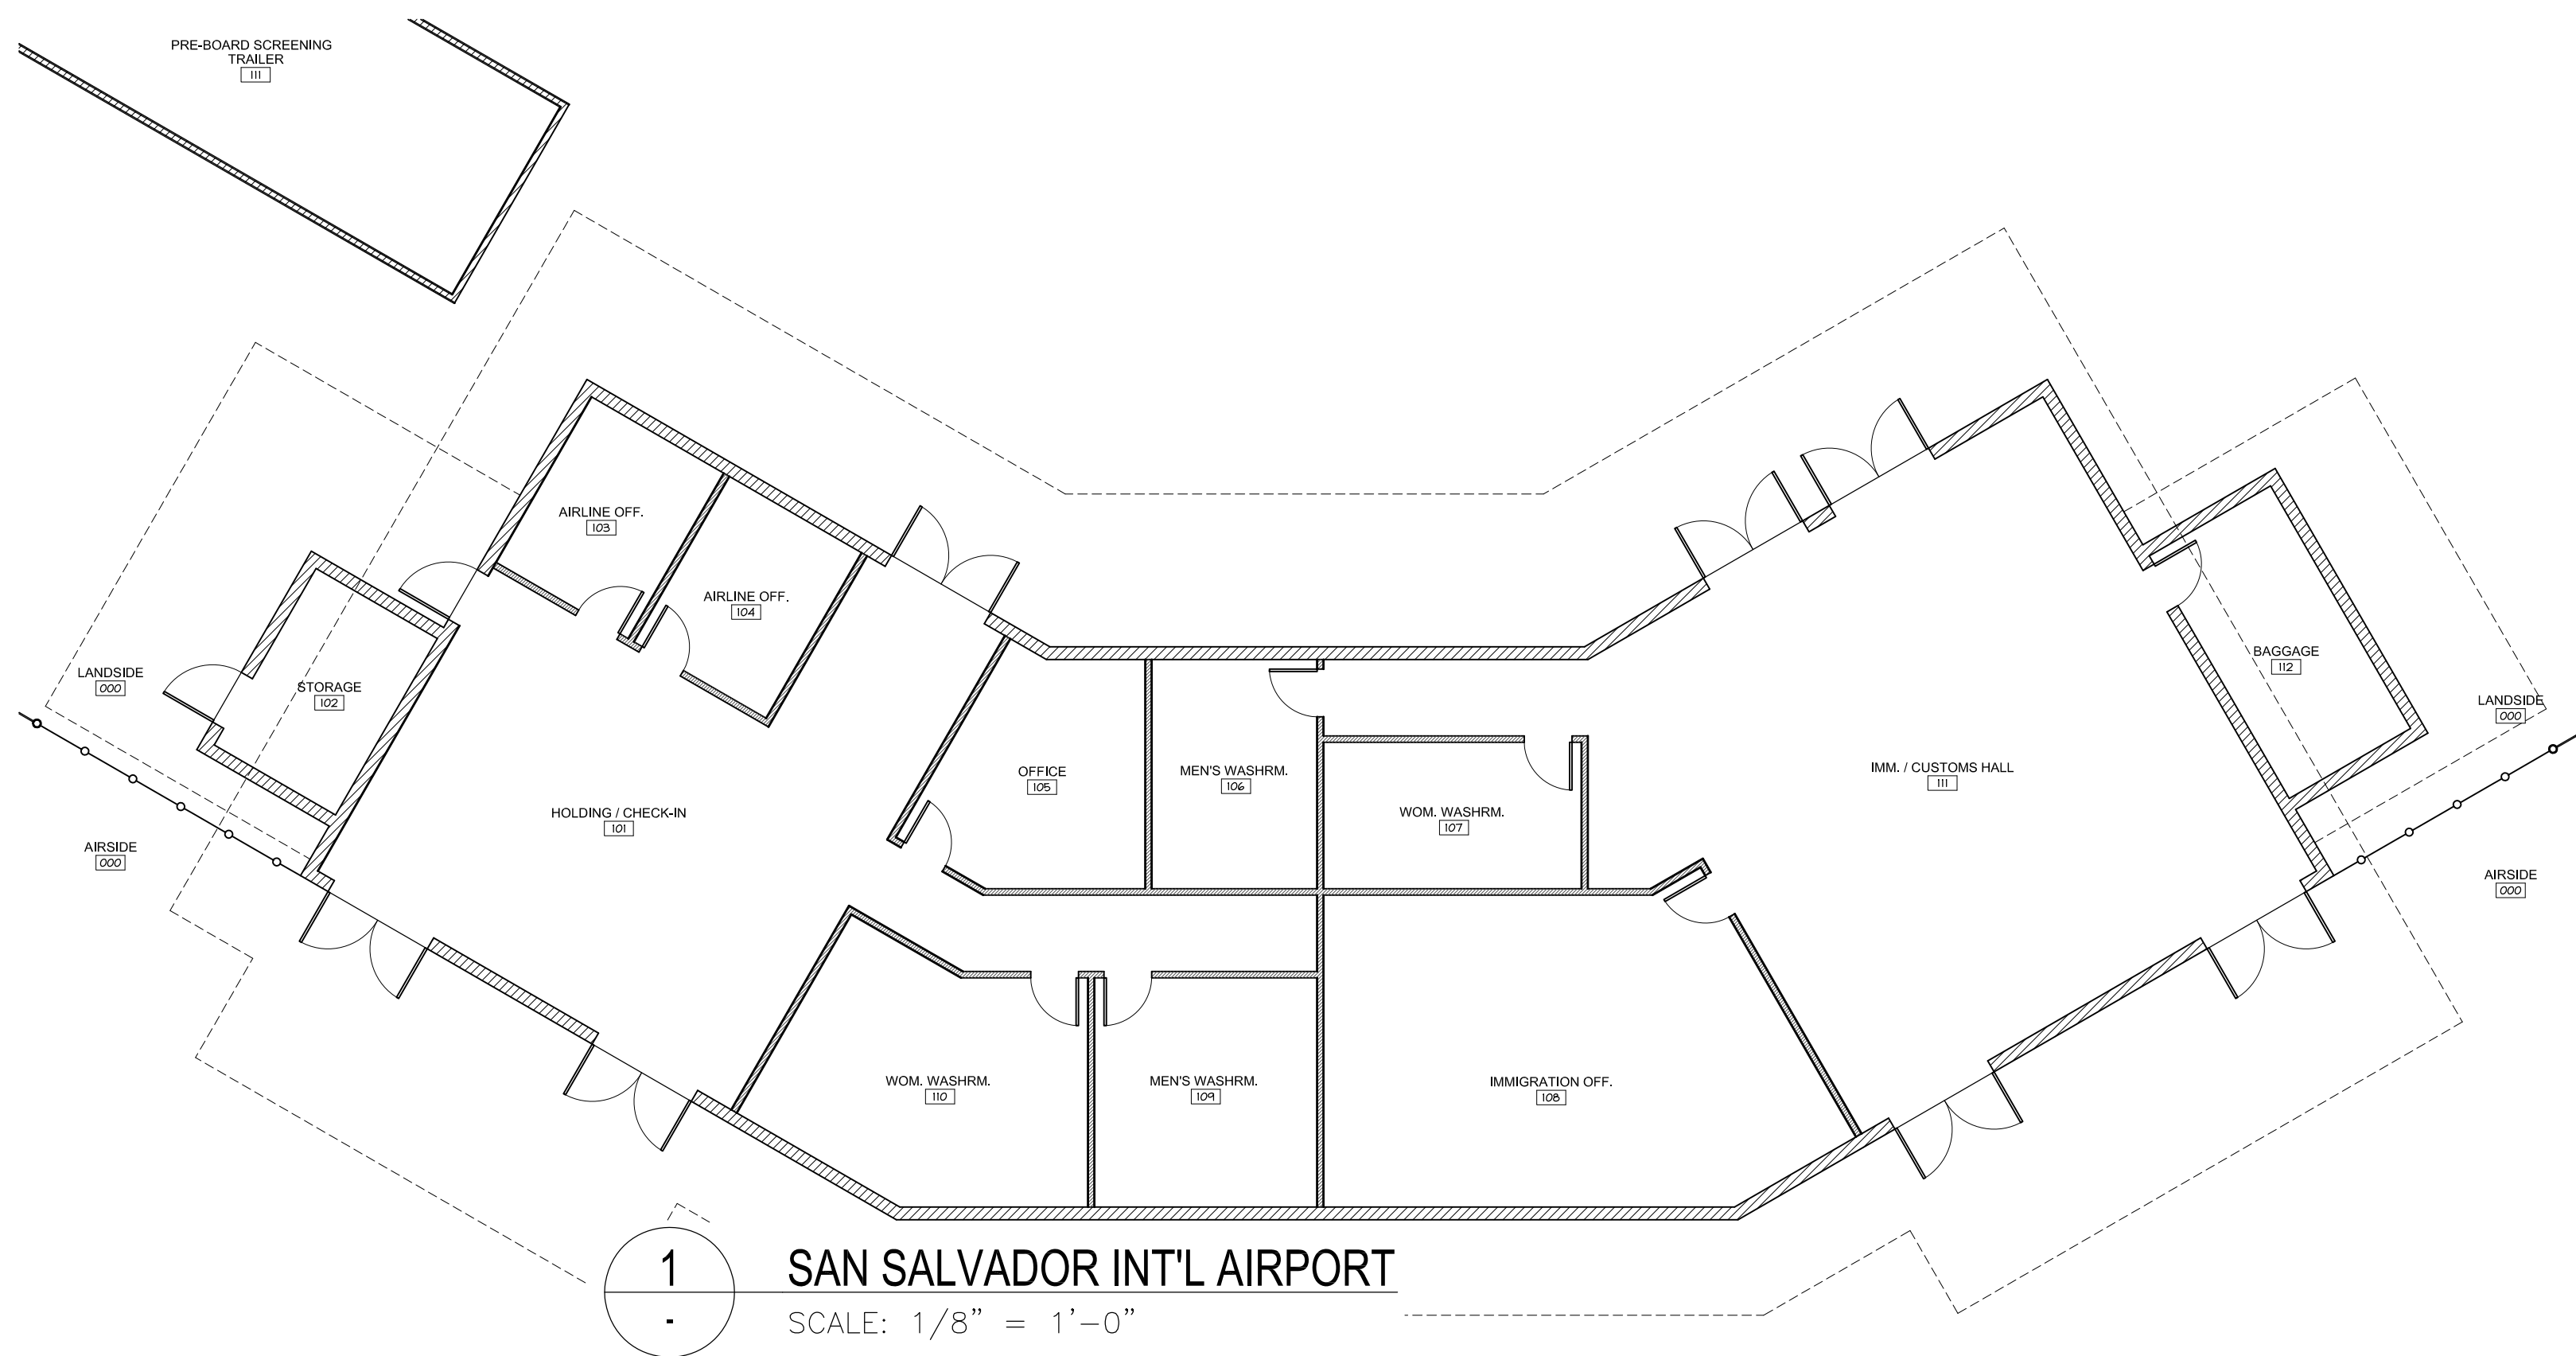 PRE-BOARD SCREENING
TRAILER
111
AIRLINE OFF.
103
AIRLINE OFF.
104
LANDSIDE
000
STORAGE
102
BAGGAGE
112
LANDSIDE
000
OFFICE
105
MEN'S WASHRM.
106
IMM. / CUSTOMS HALL
111
HOLDING / CHECK-IN
101
WOM. WASHRM.
107
AIRSIDE
000
AIRSIDE
000
WOM. WASHRM.
110
MEN'S WASHRM.
109
IMMIGRATION OFF.
108
1
-
SAN SALVADOR INT'L AIRPORT
SCALE: 1/8" = 1'-0"